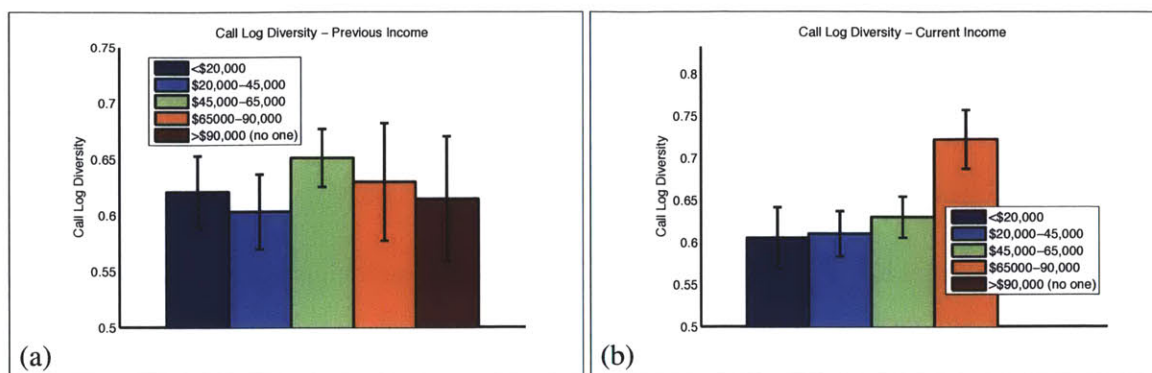 Call Log Diversity – Previous Income
0.75
0.7
0.65
0.6
0.55
0.5
Call Log Diversity
<$20,000
$20,000–45,000
$45,000–65,000
$65000–90,000
>$90,000 (no one)
(a)
Call Log Diversity – Current Income
0.8
0.75
0.7
0.65
0.6
0.55
0.5
Call Log Diversity
<$20,000
$20,000–45,000
$45,000–65,000
$65000–90,000
>$90,000 (no one)
(b)